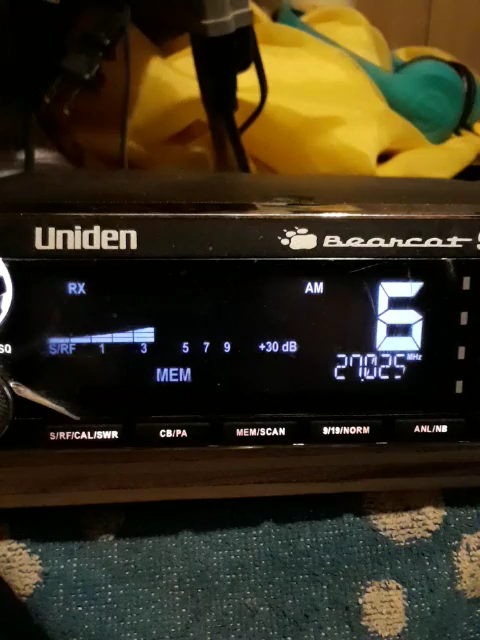 Uniden Bearcat
RX AM 6
S/RF 1 3 5 7 9 +30 dB
27.025 MHz
MEM
SQ
S/RF/CAL/SWR CB/PA MEM/SCAN 9/19/NORM ANL/NB